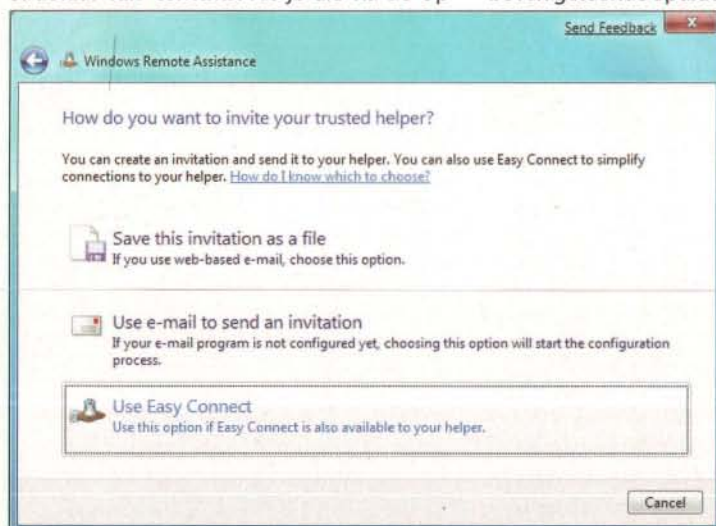 Send Feedback
Windows Remote Assistance
How do you want to invite your trusted helper?
You can create an invitation and send it to your helper. You can also use Easy Connect to simplify
connections to your helper. How do I know which to choose?
Save this invitation as a file
If you use web-based e-mail, choose this option.
Use e-mail to send an invitation
If your e-mail program is not configured yet, choosing this option will start the configuration
process.
Use Easy Connect
Use this option if Easy Connect is also available to your helper.
Cancel